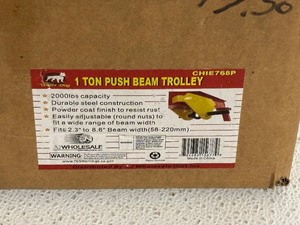 1 TON PUSH BEAM TROLLEY
CHIE768P
2000lbs capacity
Durable steel construction
Powder coat finish to resist rust
Easily adjustable (round nuts) to
fit a wide range of beam width
Fits 2.3" to 8.6" Beam width(58-220mm)
WHOLESALE
WARNING:
Made in China